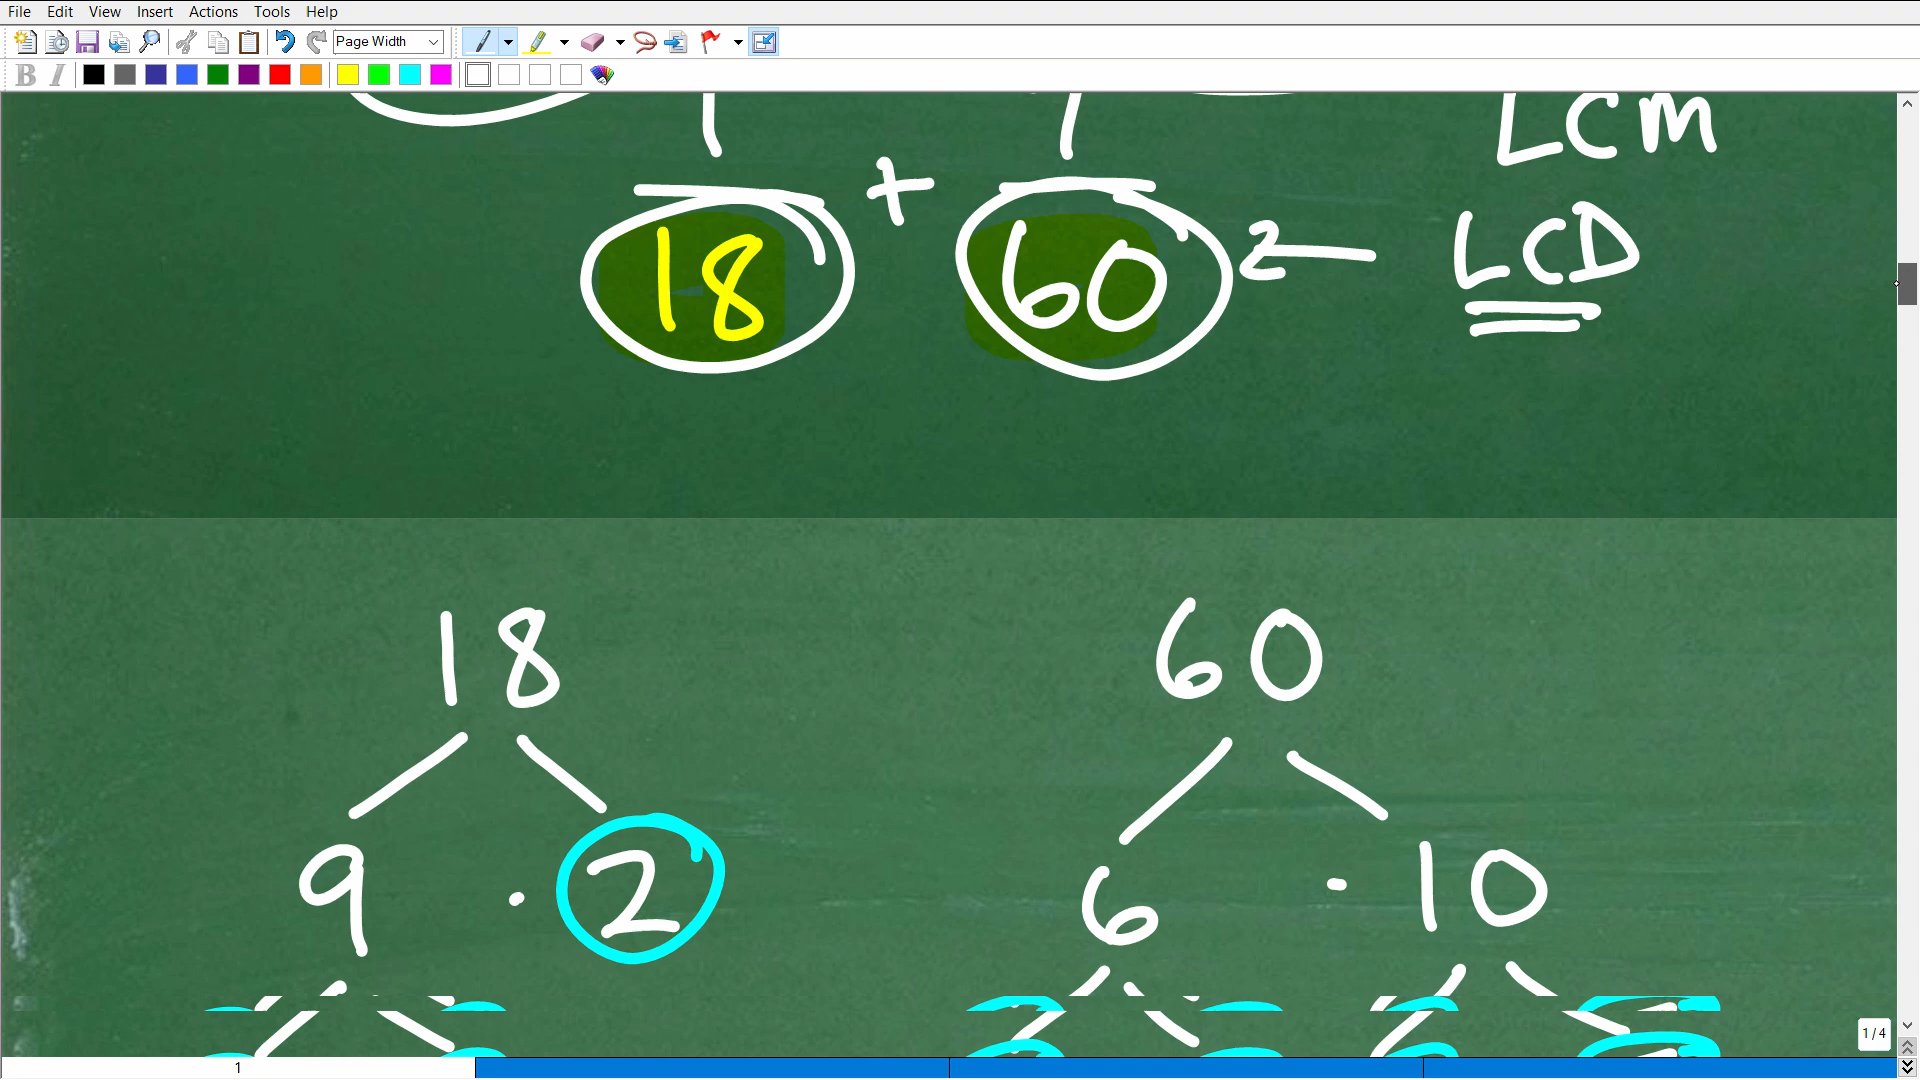 File Edit View Insert Actions Tools Help
Page Width
B I
LCM
18 + 60 LCD
18 60
9 · 2 6 · 10
1/4
1